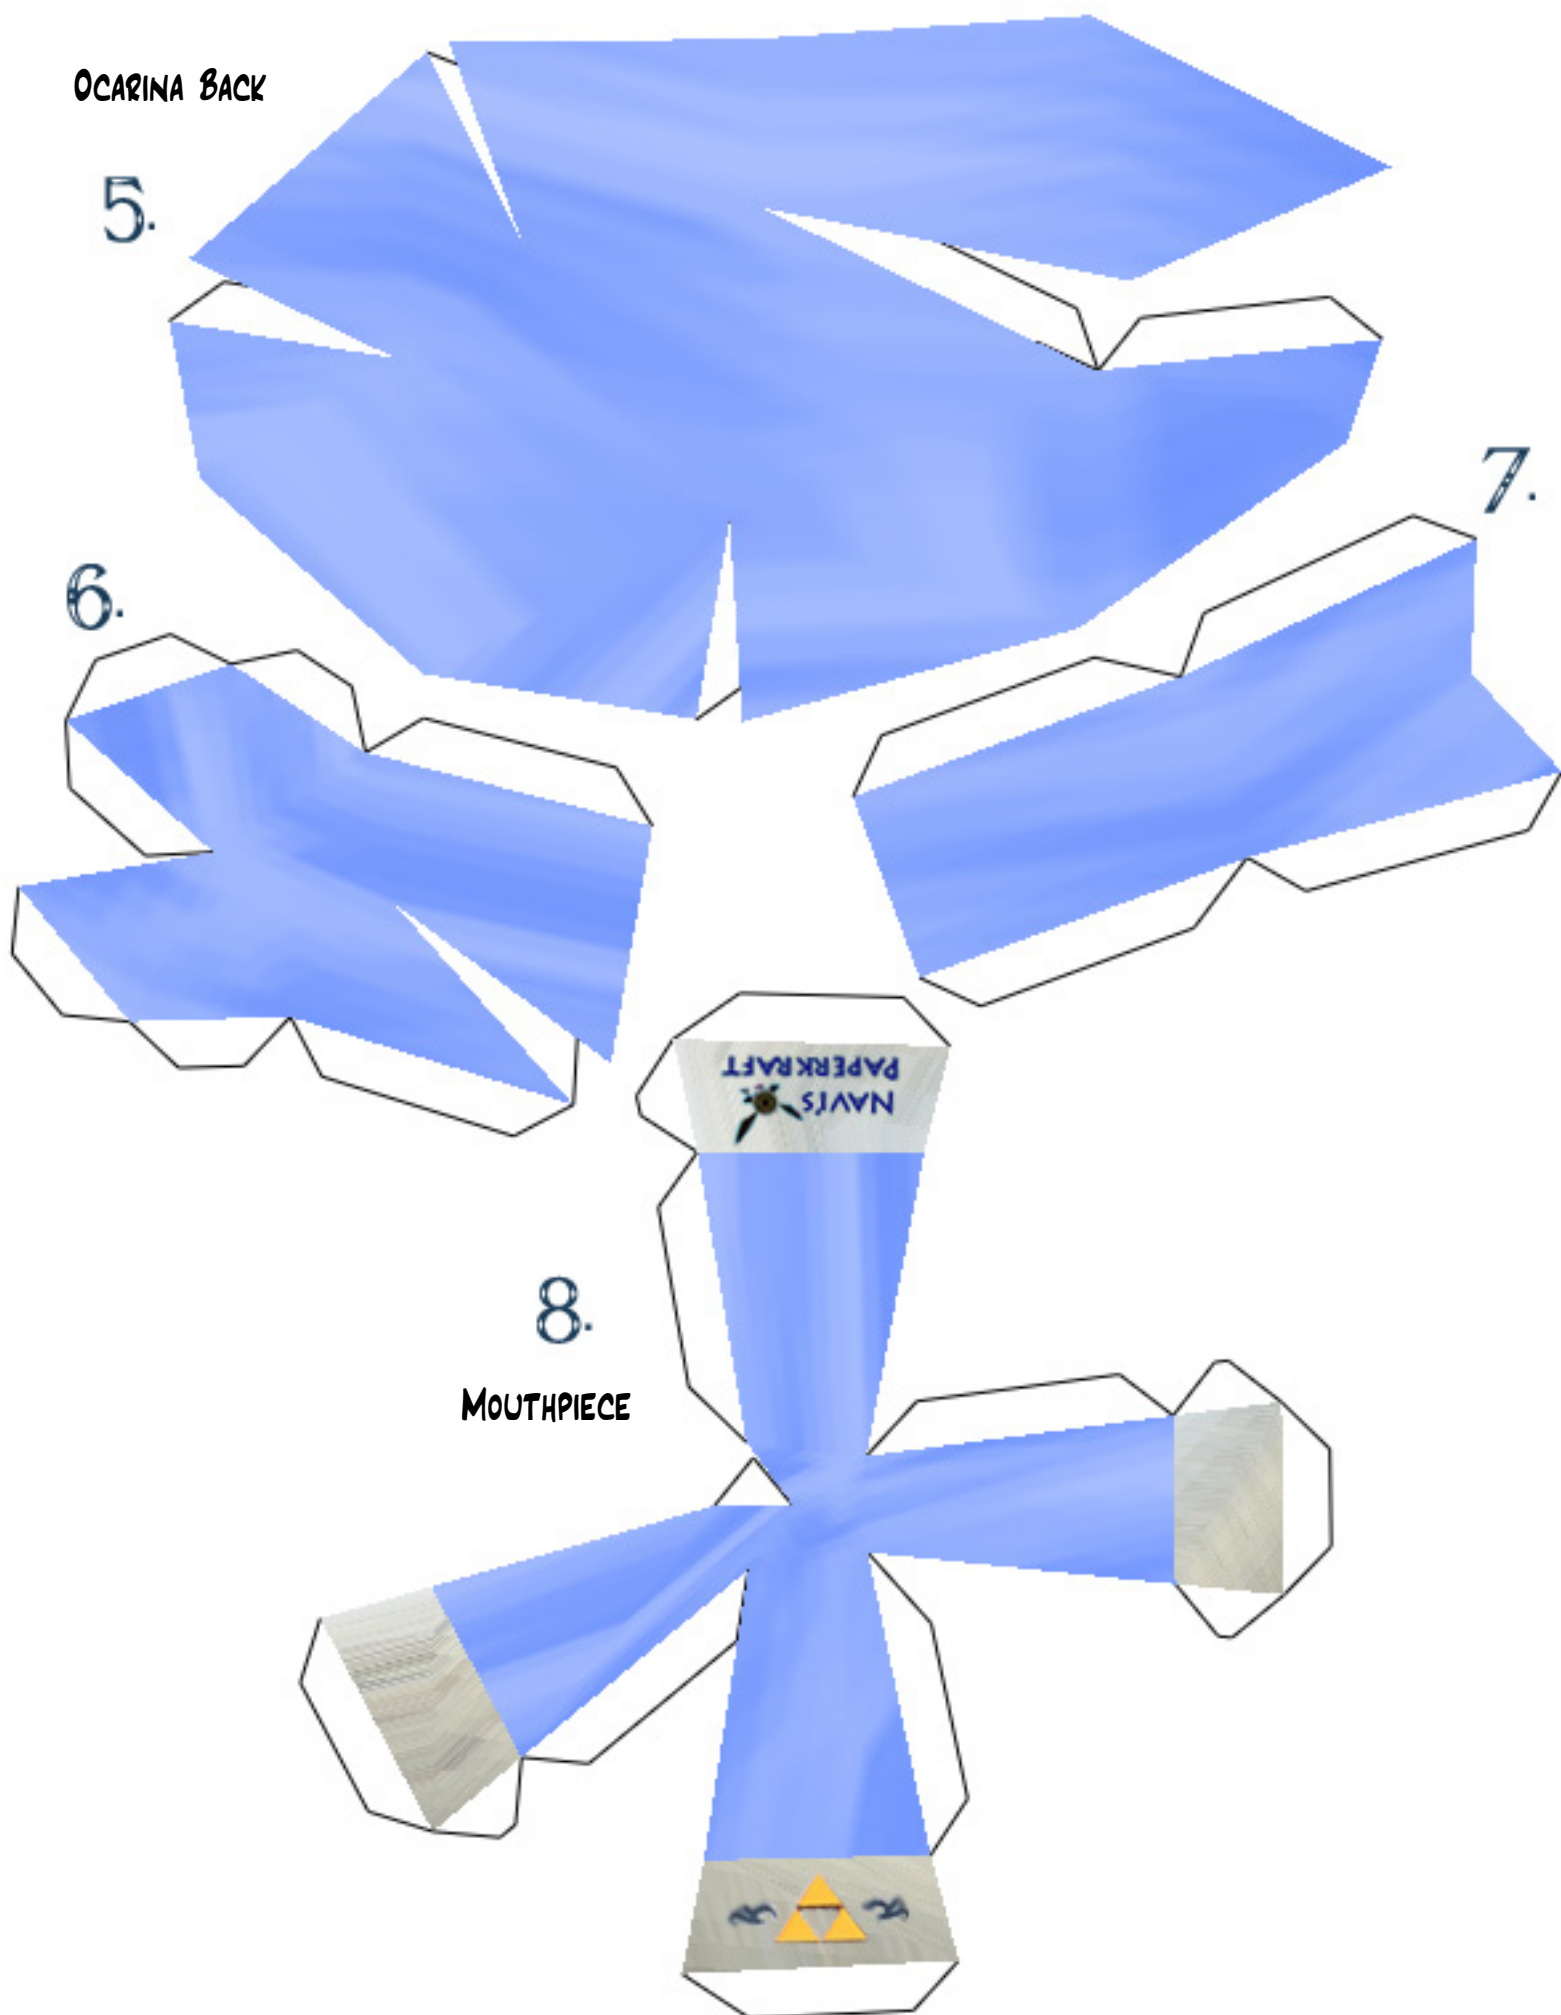 Ocarina Back
5.
7.
6.
NAVI'S
PAPERKRAFT
8.
Mouthpiece